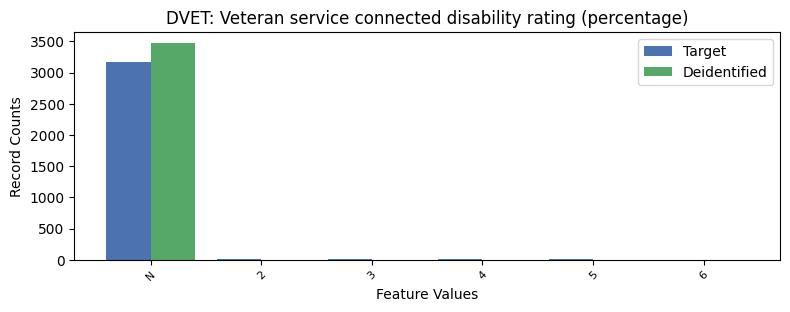 DVET: Veteran service connected disability rating (percentage)
3500
3000
2500
2000
1500
1000
500
0
Record Counts
Target
Deidentified
N 2 3 4 5 6
Feature Values